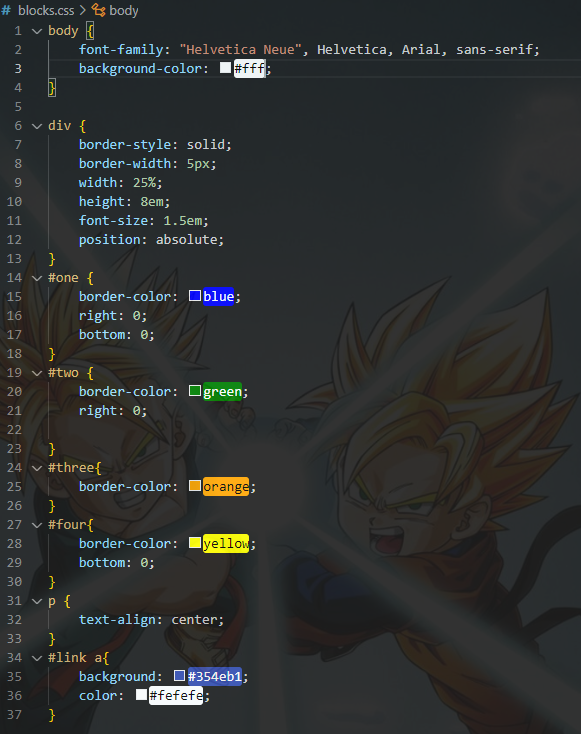 # blocks.css > body
1 body {
2 font-family: "Helvetica Neue", Helvetica, Arial, sans-serif;
3 background-color: #fff;
4 }
5
6 div {
7 border-style: solid;
8 border-width: 5px;
9 width: 25%;
10 height: 8em;
11 font-size: 1.5em;
12 position: absolute;
13 }
14 #one {
15 border-color: blue;
16 right: 0;
17 bottom: 0;
18 }
19 #two {
20 border-color: green;
21 right: 0;
22
23 }
24 #three{
25 border-color: orange;
26 }
27 #four{
28 border-color: yellow;
29 bottom: 0;
30 }
31 p {
32 text-align: center;
33 }
34 #link a{
35 background: #354eb1;
36 color: #fefefe;
37 }